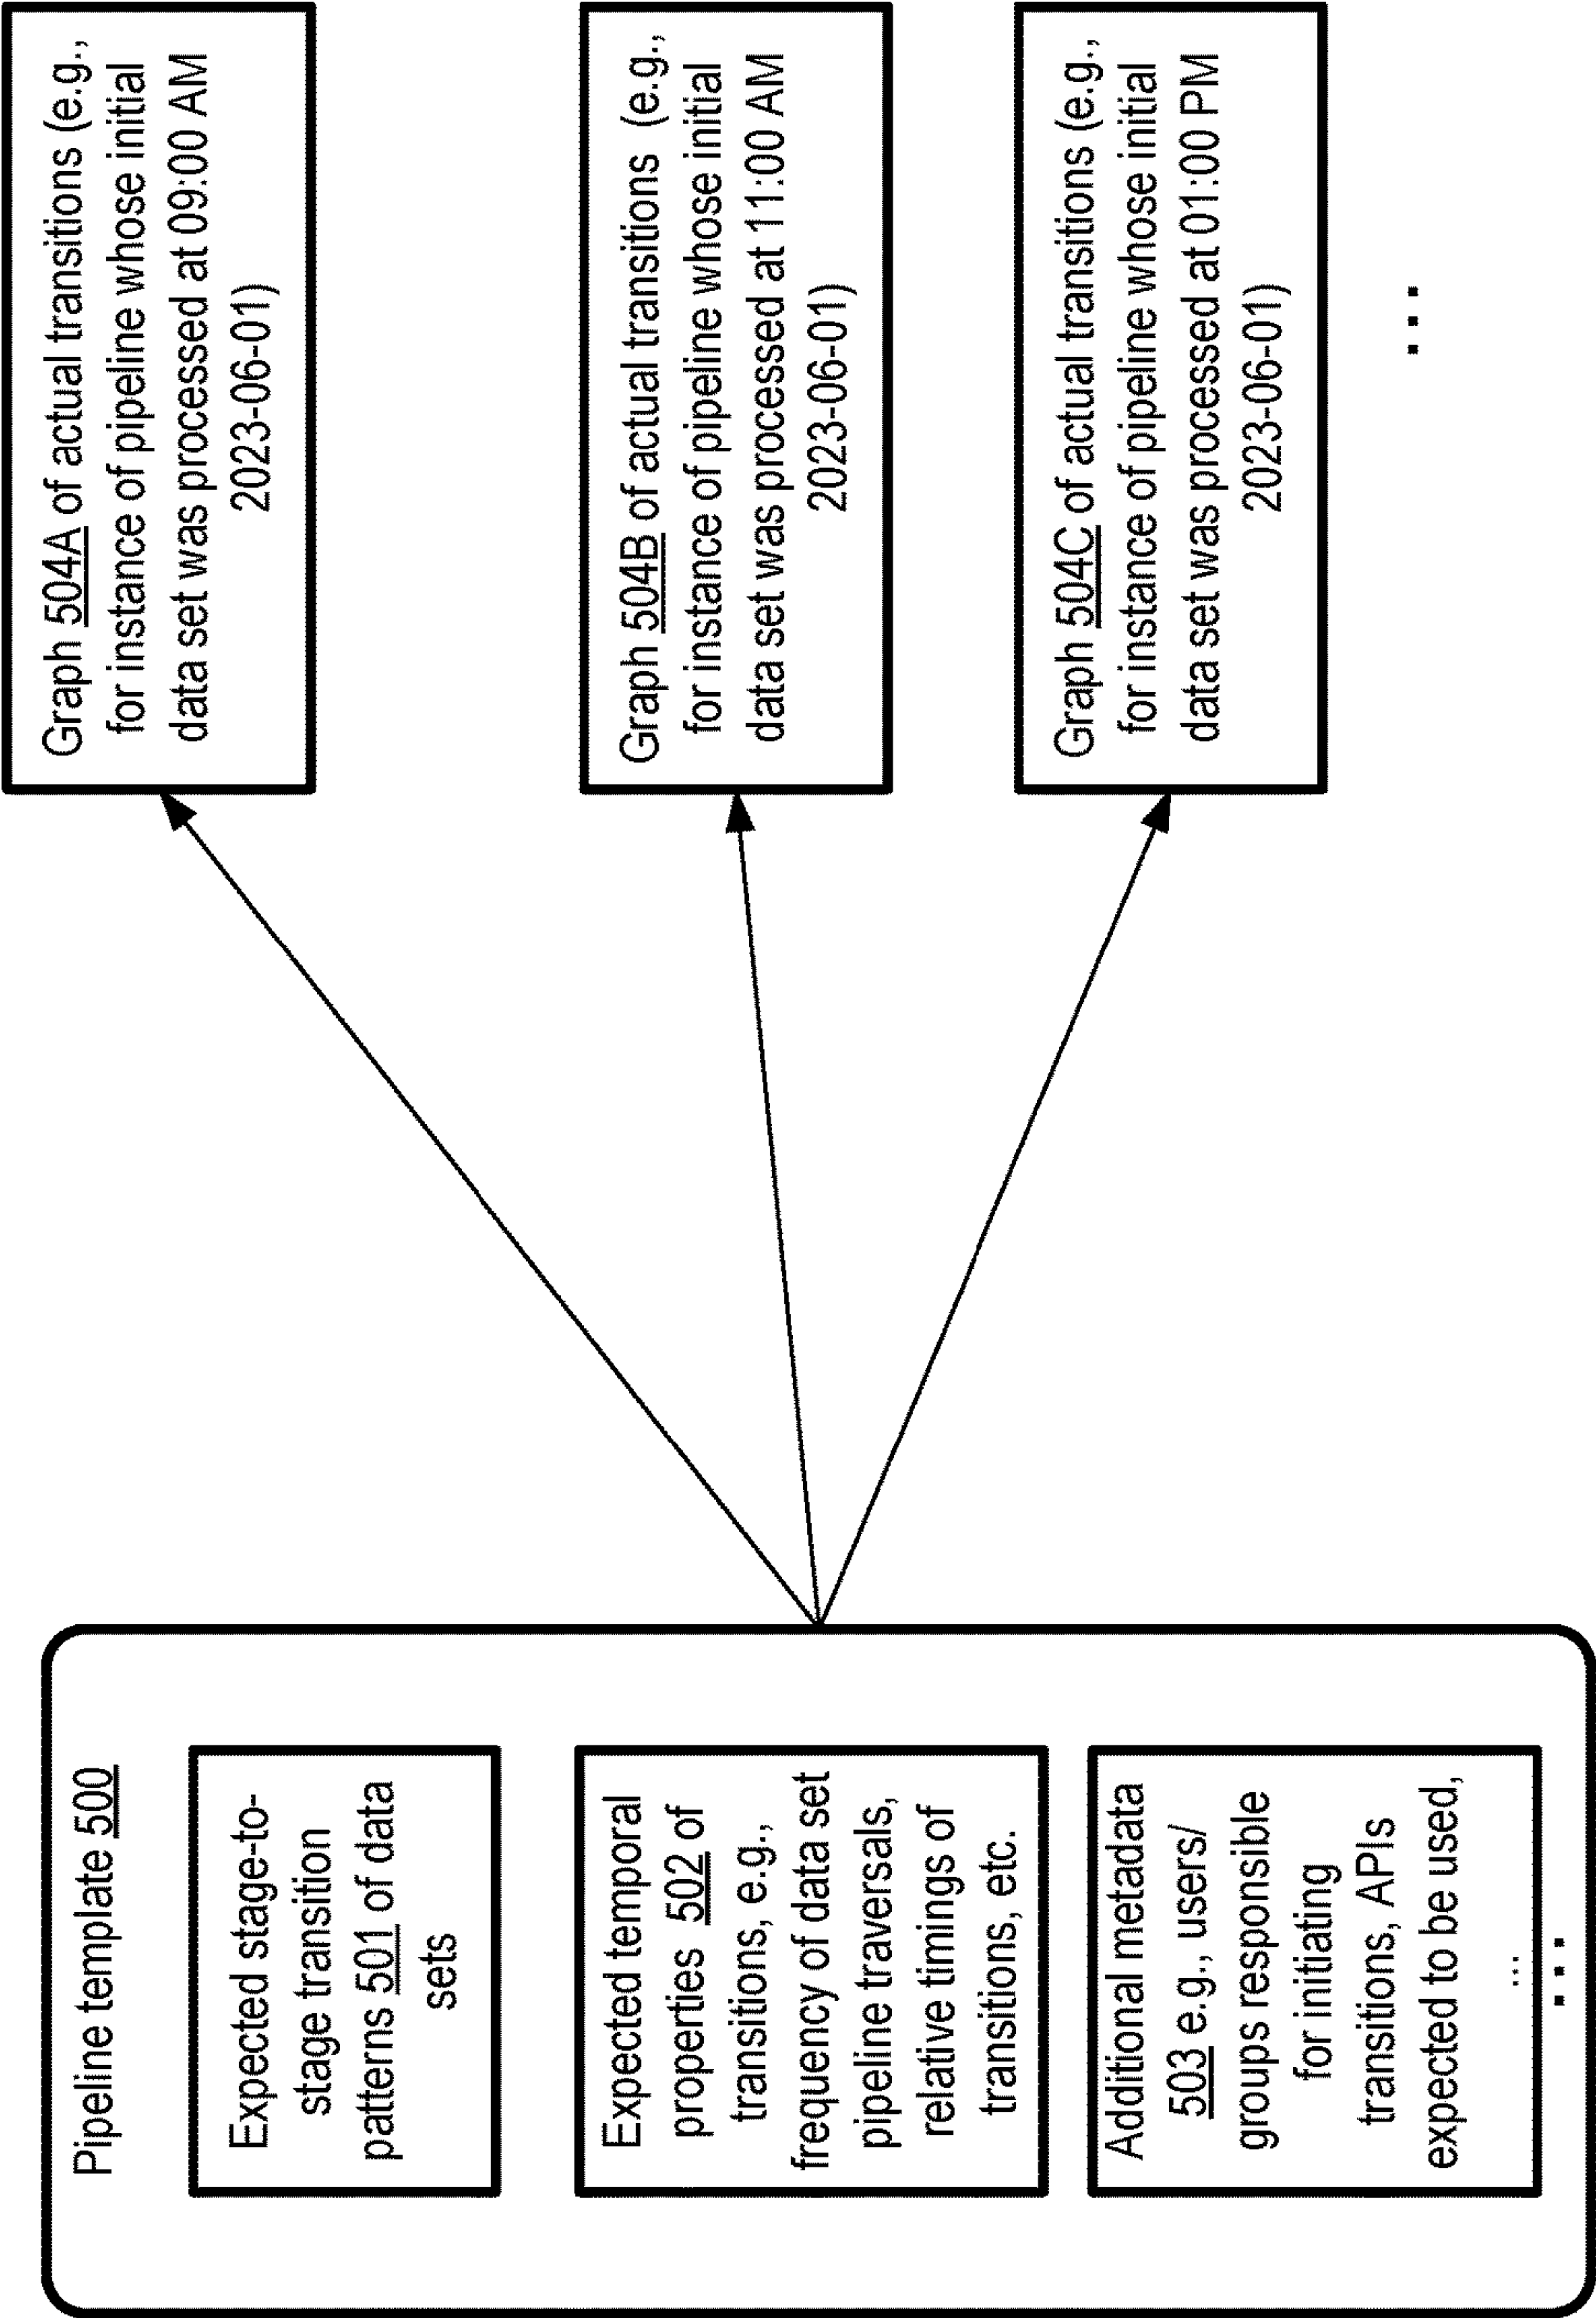 Pipeline template 500
Expected stage-to-
stage transition
patterns 501 of data
sets
Expected temporal
properties 502 of
transitions, e.g.,
frequency of data set
pipeline traversals,
relative timings of
transitions, etc.
Additional metadata
503 e.g., users/
groups responsible
for initiating
transitions, APIs
expected to be used,
...
...
Graph 504A of actual transitions (e.g.,
for instance of pipeline whose initial
data set was processed at 09:00 AM
2023-06-01)
Graph 504B of actual transitions (e.g.,
for instance of pipeline whose initial
data set was processed at 11:00 AM
2023-06-01)
Graph 504C of actual transitions (e.g.,
for instance of pipeline whose initial
data set was processed at 01:00 PM
2023-06-01)
...